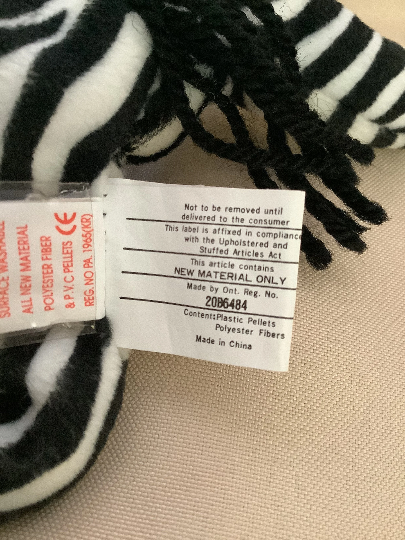 SURFACE WASHABLE
ALL NEW MATERIAL
POLYESTER FIBER
& P.V.C PELLETS CE
REG.NO PA. 1965(KR)
Not to be removed until
delivered to the consumer
This label is affixed in compliance
with the Upholstered and
Stuffed Articles Act
This article contains
NEW MATERIAL ONLY
Made by Ont. Reg. No.
20B6484
Content:Plastic Pellets
Polyester Fibers
Made in China